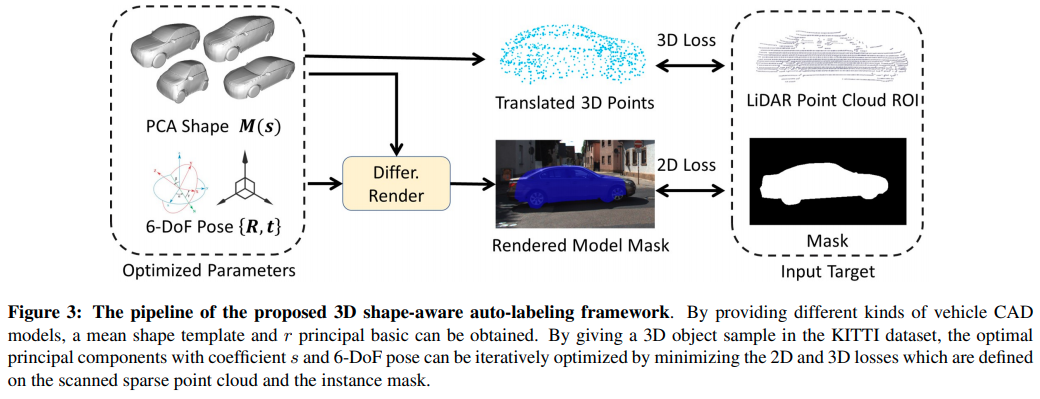 PCA Shape M(s)
6-DoF Pose {R, t}
Optimized Parameters
Differ.
Render
Translated 3D Points
Rendered Model Mask
3D Loss
2D Loss
LiDAR Point Cloud ROI
Mask
Input Target
Figure 3: The pipeline of the proposed 3D shape-aware auto-labeling framework. By providing different kinds of vehicle CAD
models, a mean shape template and r principal basic can be obtained. By giving a 3D object sample in the KITTI dataset, the optimal
principal components with coefficient s and 6-DoF pose can be iteratively optimized by minimizing the 2D and 3D losses which are defined
on the scanned sparse point cloud and the instance mask.